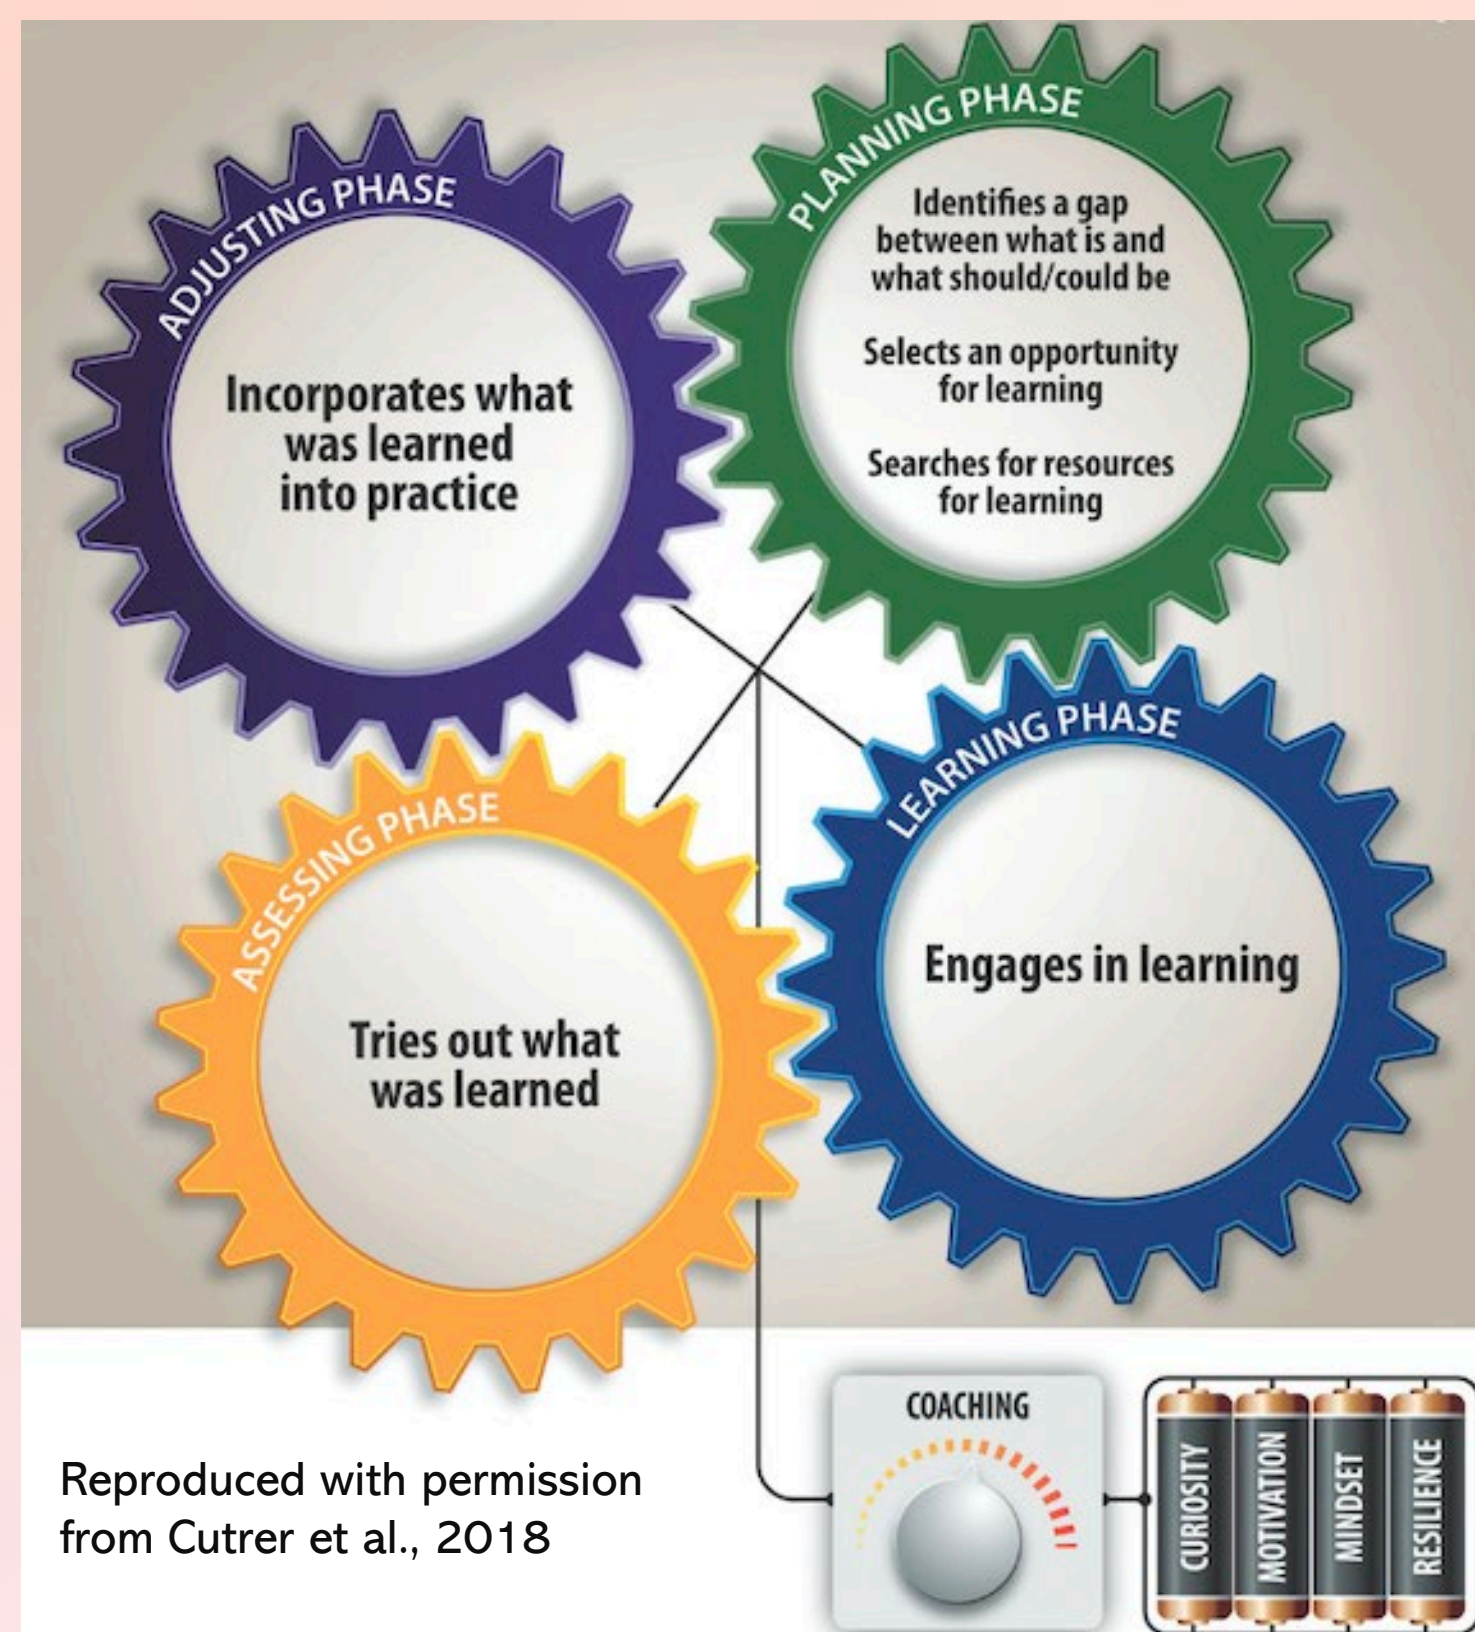 ADJUSTING PHASE
Incorporates what
was learned
into practice
PLANNING PHASE
Identifies a gap
between what is and
what should/could be
Selects an opportunity
for learning
Searches for resources
for learning
LEARNING PHASE
Engages in learning
ASSESSING PHASE
Tries out what
was learned
COACHING
CURIOSITY
MOTIVATION
MINDSET
RESILIENCE
Reproduced with permission
from Cutrer et al., 2018